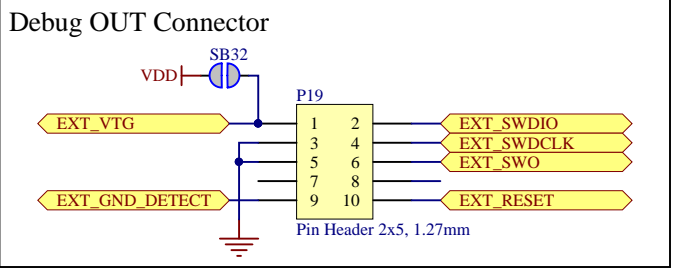 Debug OUT Connector
SB32
VDD
P19
EXT_VTG 1 2 EXT_SWDIO
3 4 EXT_SWDCLK
5 6 EXT_SWO
7 8
EXT_GND_DETECT 9 10 EXT_RESET
Pin Header 2x5, 1.27mm